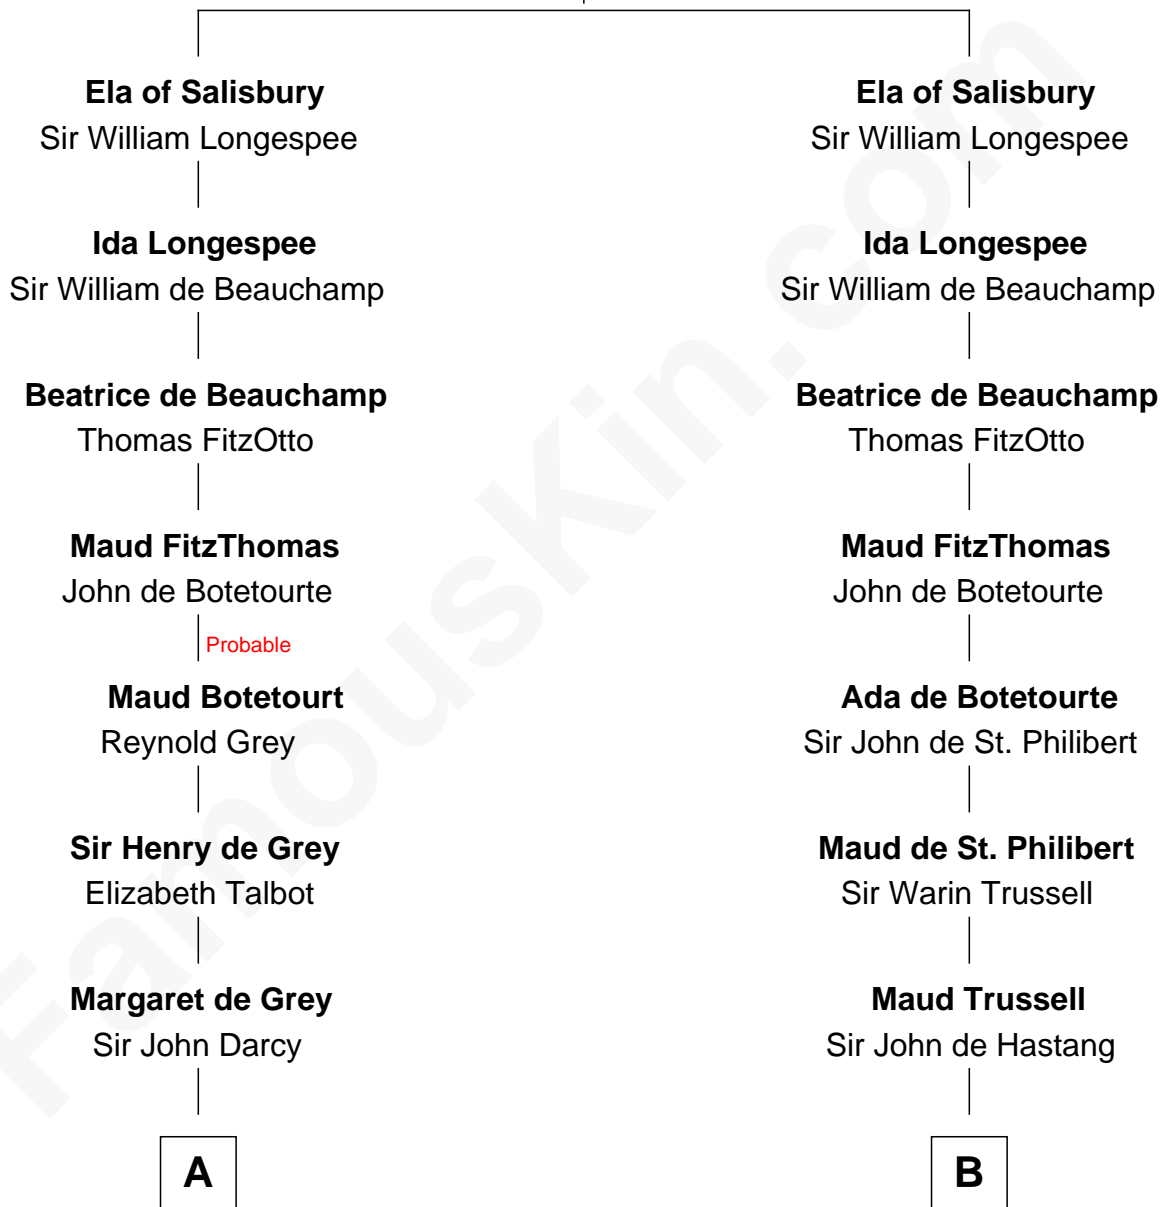 Ela of Salisbury
Sir William Longespee
Ida Longespee
Sir William de Beauchamp
Beatrice de Beauchamp
Thomas FitzOtto
Maud FitzThomas
John de Botetourte
Probable
Maud Botetourt
Reynold Grey
Sir Henry de Grey
Elizabeth Talbot
Margaret de Grey
Sir John Darcy
A
Ela of Salisbury
Sir William Longespee
Ida Longespee
Sir William de Beauchamp
Beatrice de Beauchamp
Thomas FitzOtto
Maud FitzThomas
John de Botetourte
Ada de Botetourte
Sir John de St. Philibert
Maud de St. Philibert
Sir Warin Trussell
Maud Trussell
Sir John de Hastang
B
FamousKin.com